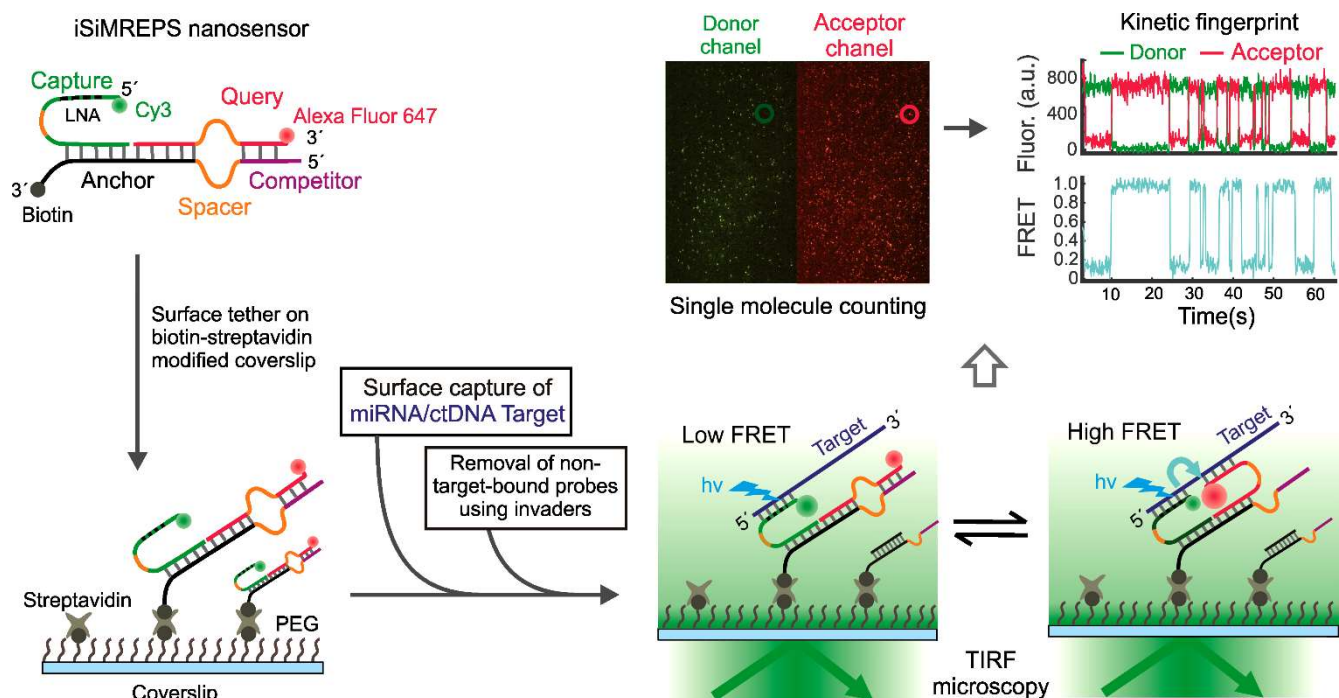 iSiMREPS nanosensor
Capture
5´
LNA
Cy3
Query
Alexa Fluor 647
3´
5´
Anchor
Competitor
3´
Biotin
Spacer
Surface tether on
biotin-streptavidin
modified coverslip
Surface capture of
miRNA/ctDNA Target
Removal of non-
target-bound probes
using invaders
Streptavidin
PEG
Coverslip
Donor
chanel
Acceptor
chanel
Single molecule counting
Kinetic fingerprint
Donor
Acceptor
Fluor. (a.u.)
800
400
0
FRET
1.0
0.8
0.6
0.4
0.2
0
10 20 30 40 50 60
Time(s)
Low FRET
Target
3´
hv
5´
High FRET
Target
3´
hv
5´
TIRF
microscopy